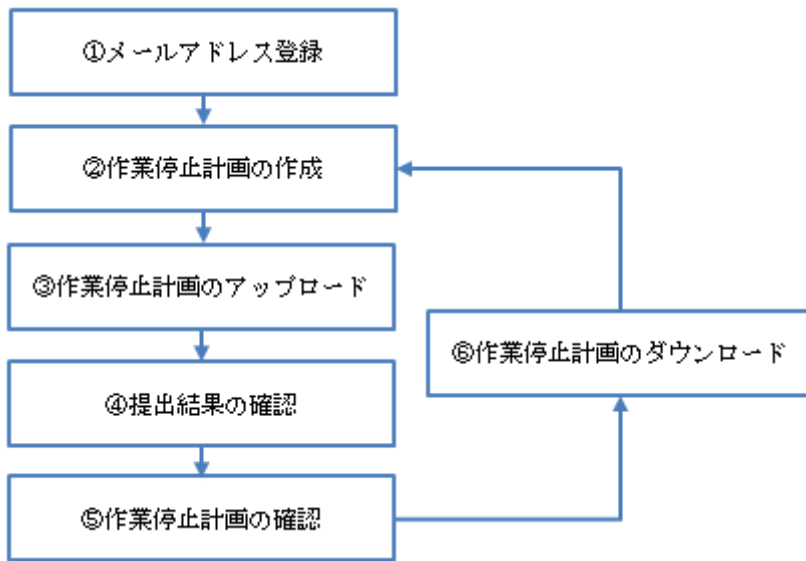 ①メールアドレス登録
②作業停止計画の作成
③作業停止計画のアップロード
④提出結果の確認
⑤作業停止計画の確認
⑥作業停止計画のダウンロード